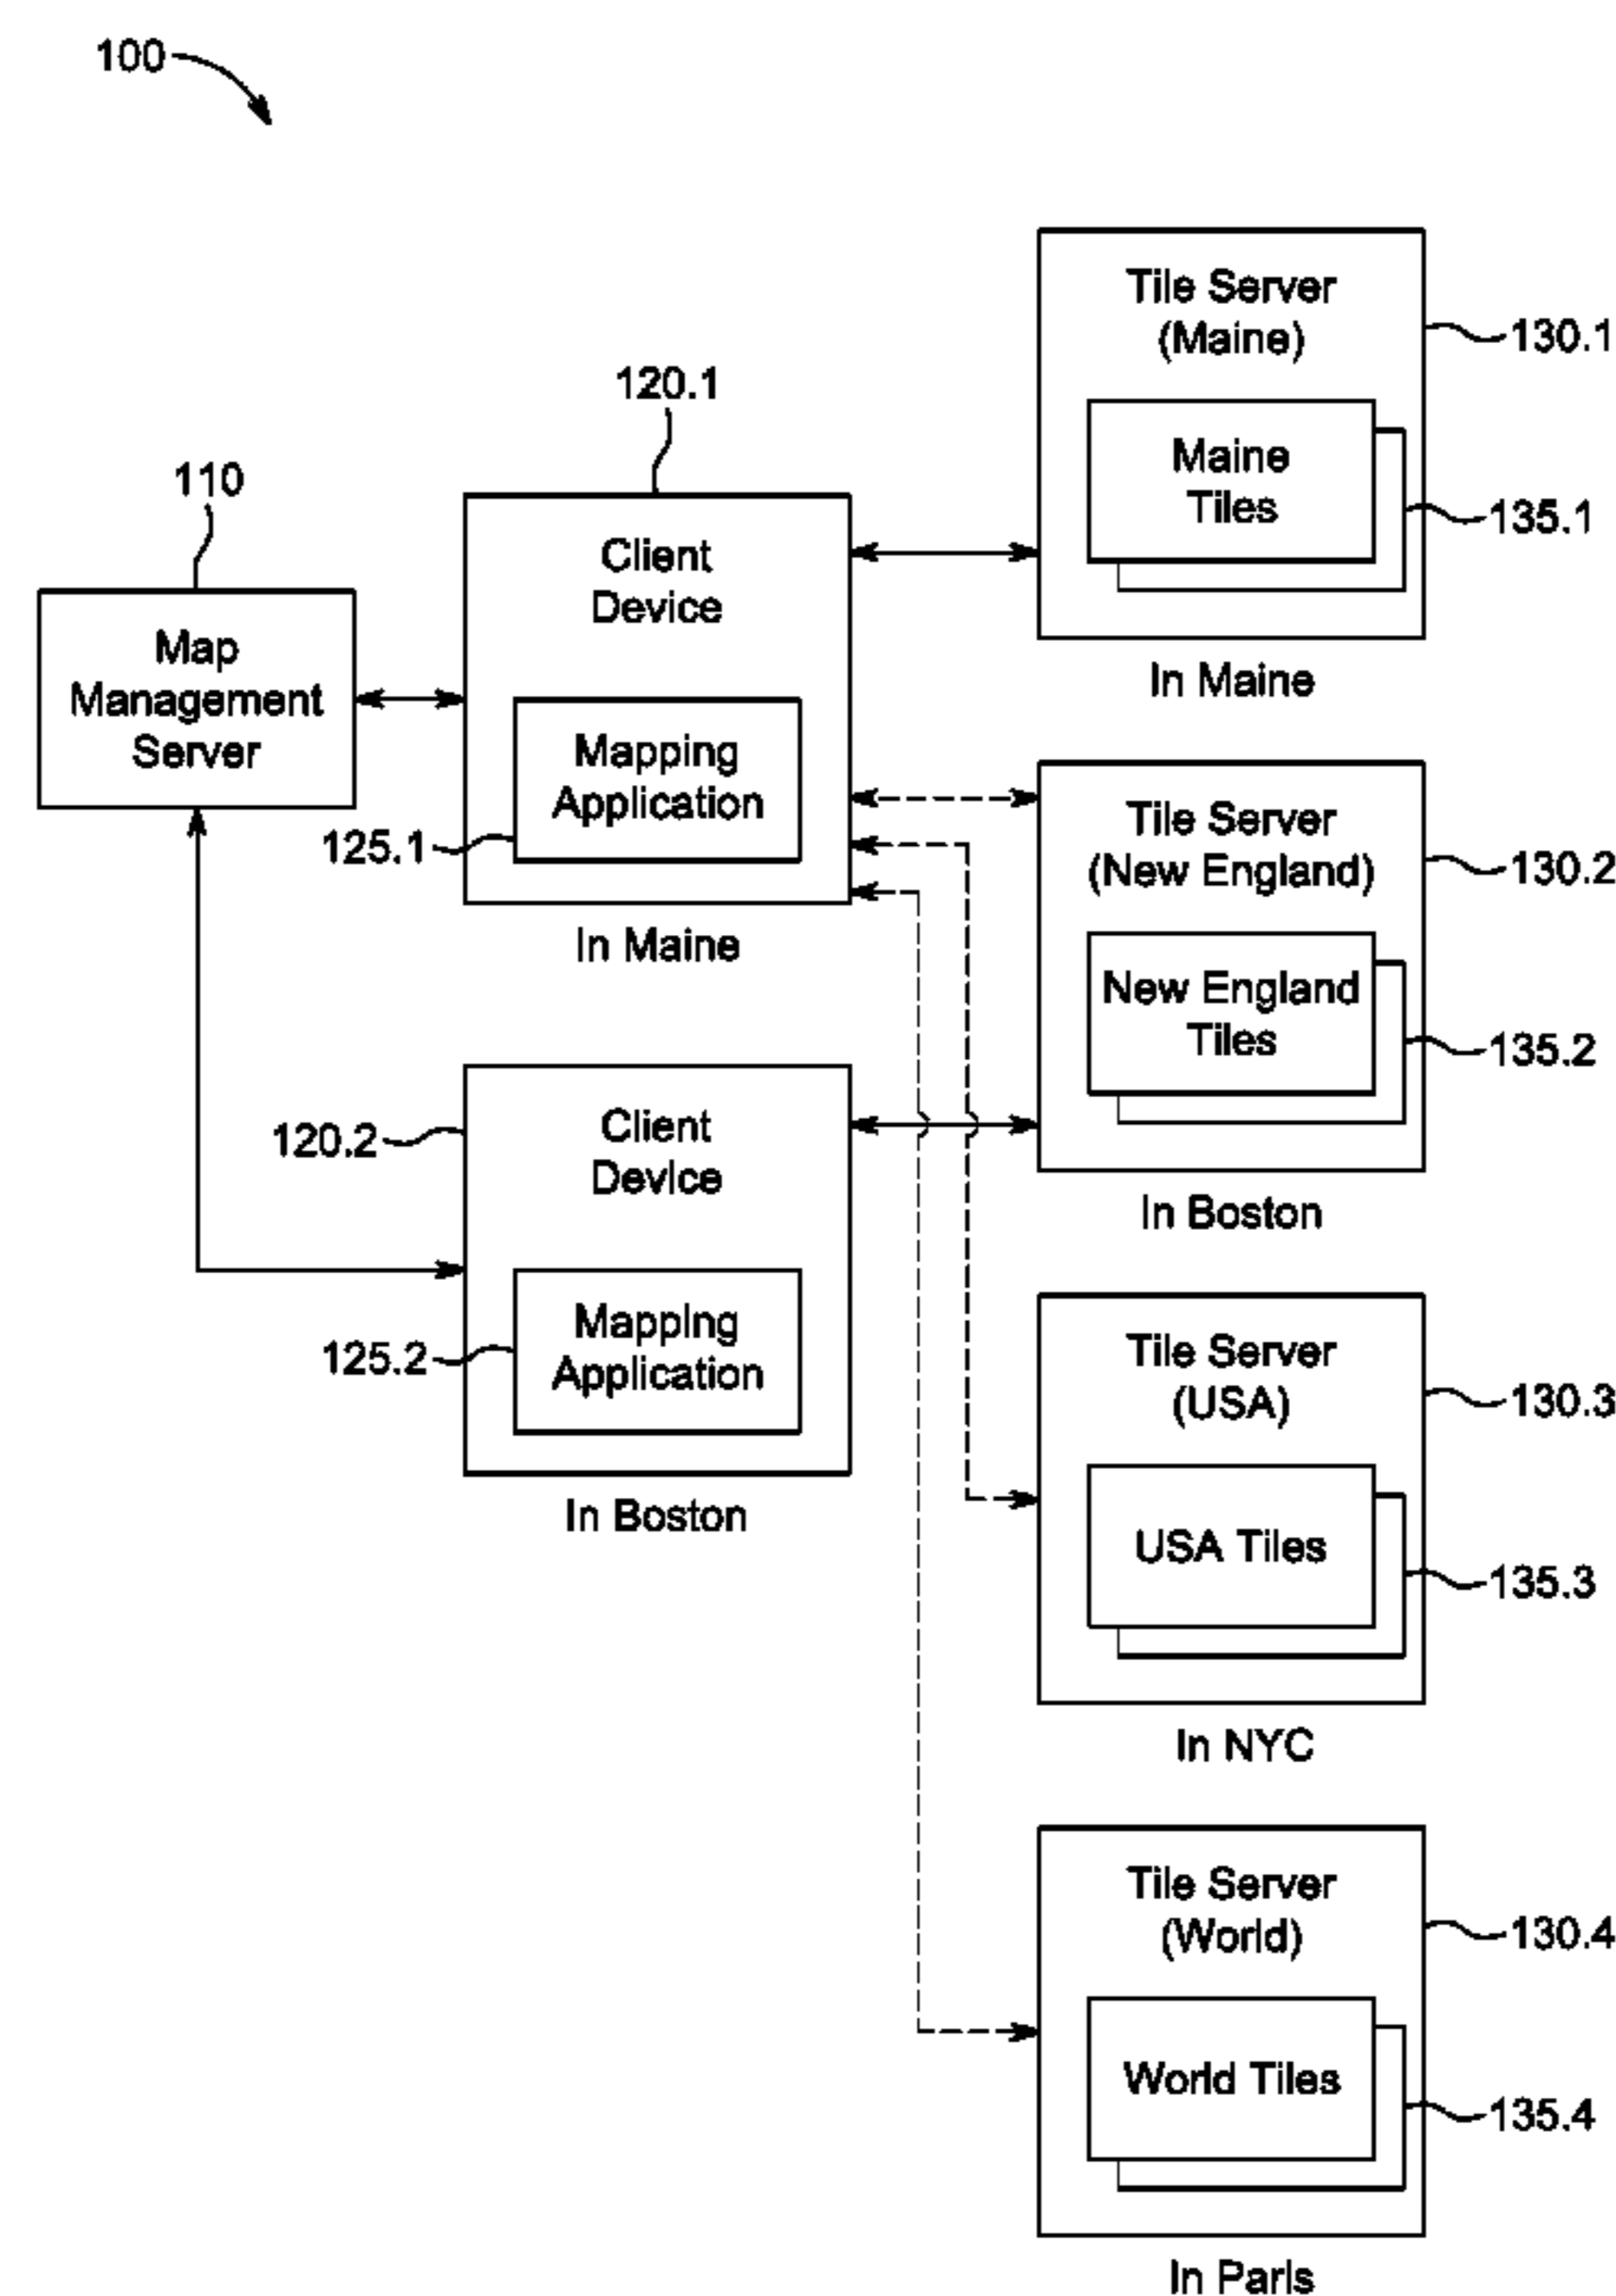 100
110
Map
Management
Server
120.1
Client
Device
Mapping
Application
125.1
In Maine
120.2
Client
Device
Mapping
Application
125.2
In Boston
Tile Server
(Maine)
130.1
Maine
Tiles
135.1
In Maine
Tile Server
(New England)
130.2
New England
Tiles
135.2
In Boston
Tile Server
(USA)
130.3
USA Tiles
135.3
In NYC
Tile Server
(World)
130.4
World Tiles
135.4
In Paris